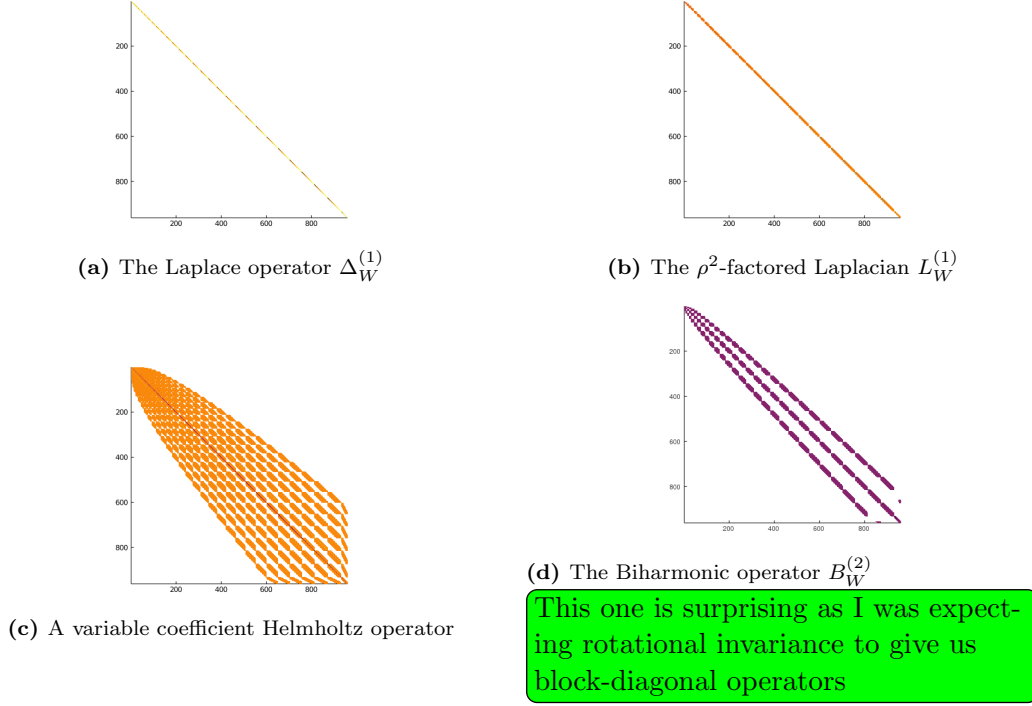 200
400
600
800
200 400 600 800
(a) The Laplace operator Δ_W^{(1)}
200
400
600
800
200 400 600 800
(b) The ρ²-factored Laplacian L_W^{(1)}
200
400
600
800
200 400 600 800
(c) A variable coefficient Helmholtz operator
200
400
600
800
200 400 600 800
(d) The Biharmonic operator B_W^{(2)}
This one is surprising as I was expect-
ing rotational invariance to give us
block-diagonal operators